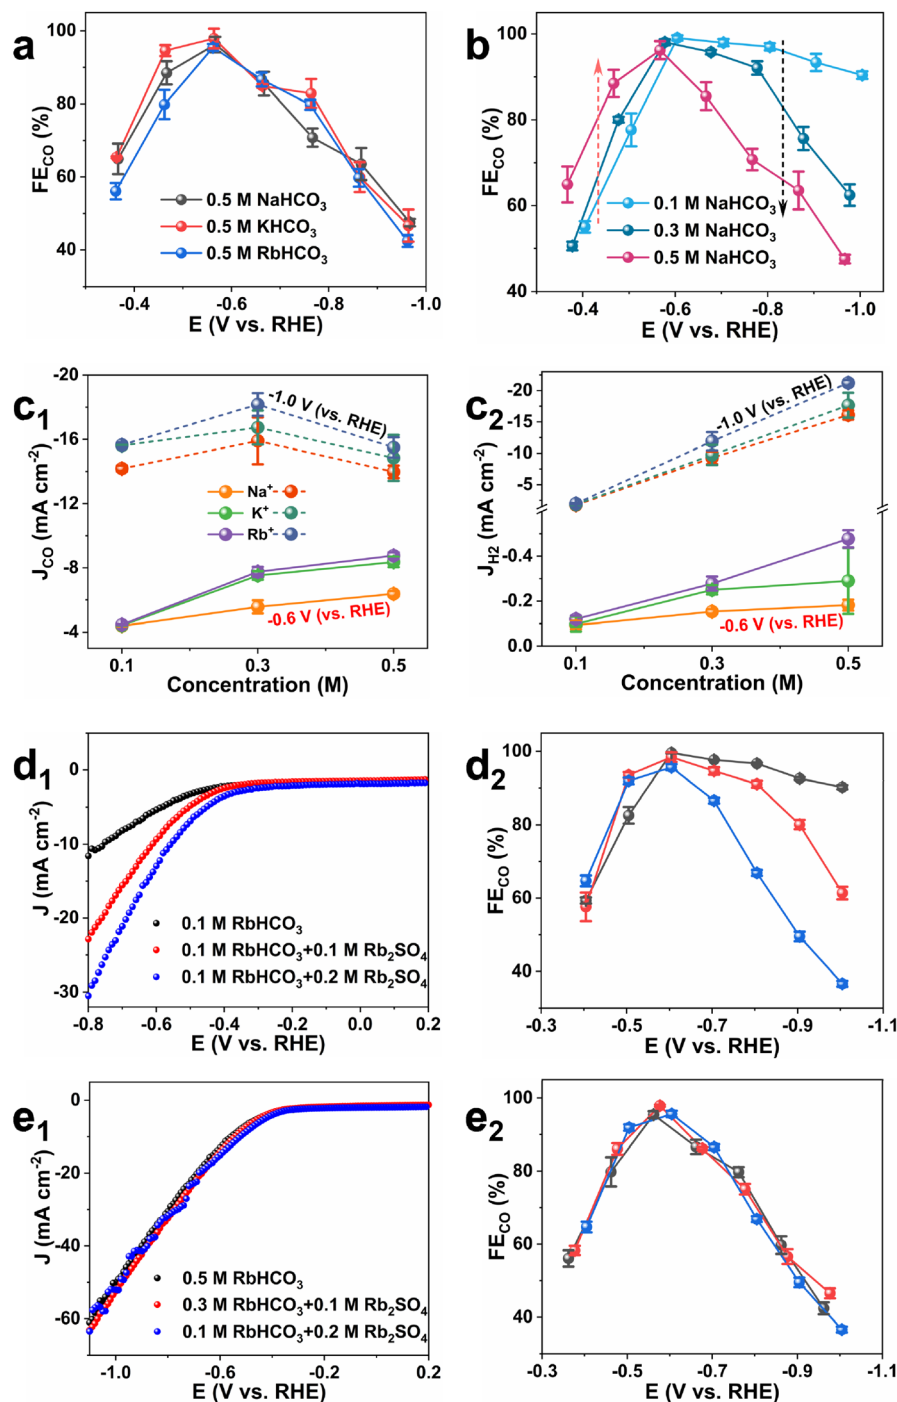 a
100
80
60
40
FE_CO (%)
0.5 M NaHCO₃
0.5 M KHCO₃
0.5 M RbHCO₃
-0.4
-0.6
-0.8
-1.0
E (V vs. RHE)
b
100
80
60
40
FE_CO (%)
0.1 M NaHCO₃
0.3 M NaHCO₃
0.5 M NaHCO₃
-0.4
-0.6
-0.8
-1.0
E (V vs. RHE)
c₁
-20
-16
-12
-8
-4
J_CO (mA cm⁻²)
-1.0 V (vs. RHE)
Na⁺
K⁺
Rb⁺
-0.6 V (vs. RHE)
0.1
0.3
0.5
Concentration (M)
c₂
-20
-15
-10
-5
-0.4
-0.2
0.0
J_H2 (mA cm⁻²)
-1.0 V (vs. RHE)
-0.6 V (vs. RHE)
0.1
0.3
0.5
Concentration (M)
d₁
0
-10
-20
-30
J (mA cm⁻²)
0.1 M RbHCO₃
0.1 M RbHCO₃+0.1 M Rb₂SO₄
0.1 M RbHCO₃+0.2 M Rb₂SO₄
-0.8
-0.6
-0.4
-0.2
0.0
0.2
E (V vs. RHE)
d₂
100
80
60
40
FE_CO (%)
-0.3
-0.5
-0.7
-0.9
-1.1
E (V vs. RHE)
e₁
0
-20
-40
-60
J (mA cm⁻²)
0.5 M RbHCO₃
0.3 M RbHCO₃+0.1 M Rb₂SO₄
0.1 M RbHCO₃+0.2 M Rb₂SO₄
-1.0
-0.6
-0.2
0.2
E (V vs. RHE)
e₂
100
80
60
40
FE_CO (%)
-0.3
-0.5
-0.7
-0.9
-1.1
E (V vs. RHE)